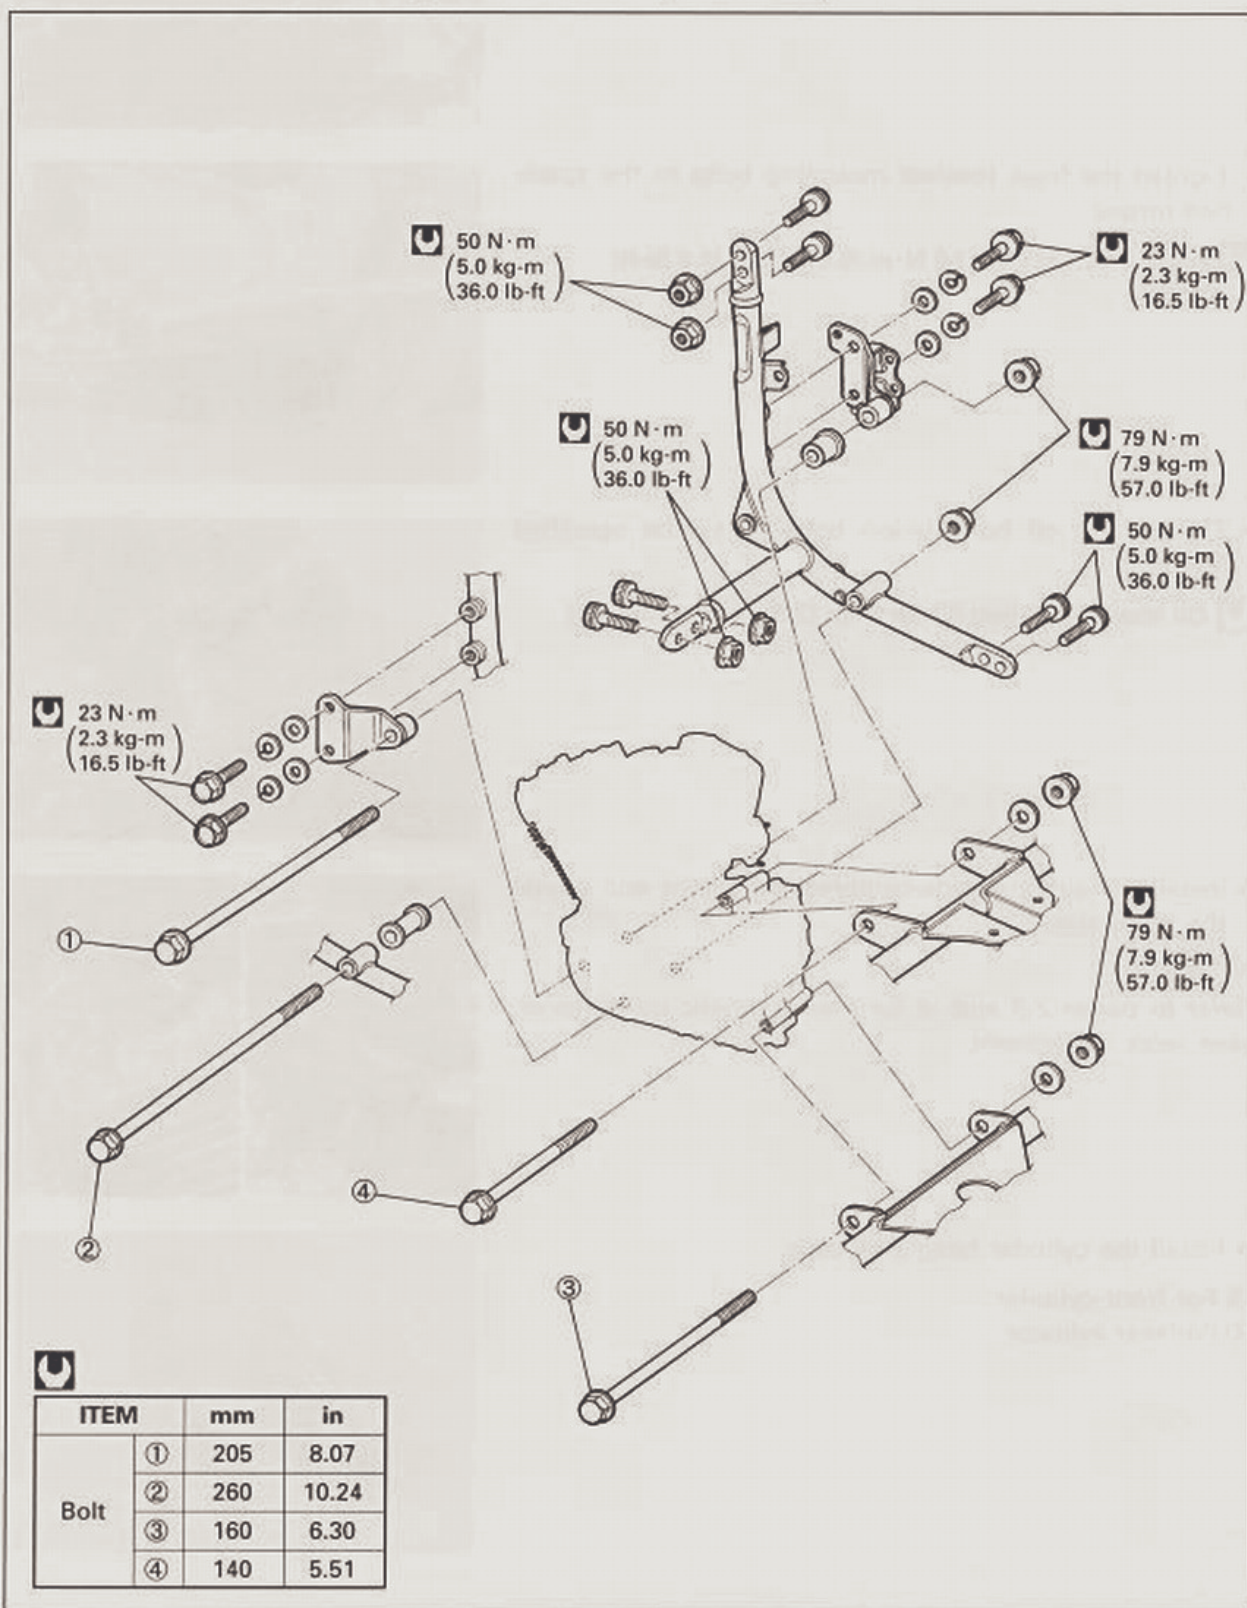 50 N·m
(5.0 kg-m
36.0 lb-ft)
23 N·m
(2.3 kg-m
16.5 lb-ft)
50 N·m
(5.0 kg-m
36.0 lb-ft)
79 N·m
(7.9 kg-m
57.0 lb-ft)
50 N·m
(5.0 kg-m
36.0 lb-ft)
23 N·m
(2.3 kg-m
16.5 lb-ft)
79 N·m
(7.9 kg-m
57.0 lb-ft)
①
②
④
③
ITEM mm in
Bolt
① 205 8.07
② 260 10.24
③ 160 6.30
④ 140 5.51